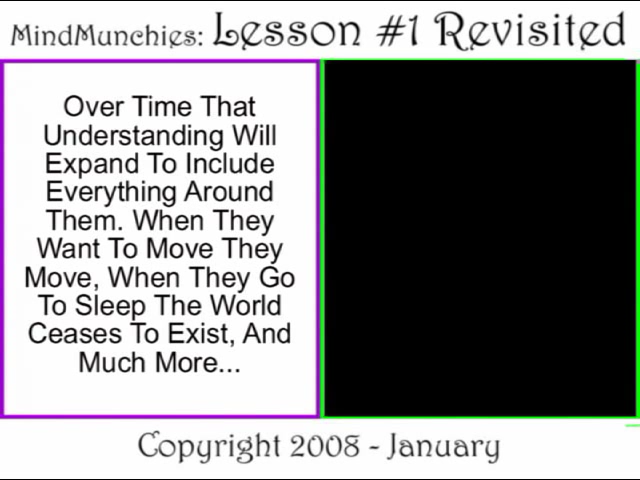 MindMunchies: Lesson #1 Revisited
Over Time That
Understanding Will
Expand To Include
Everything Around
Them. When They
Want To Move They
Move, When They Go
To Sleep The World
Ceases To Exist, And
Much More...
Copyright 2008 - January